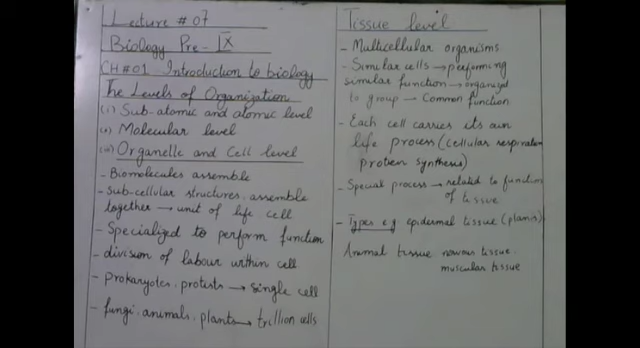 Lecture # 07
Biology Pre - IX
CH # 01 Introduction to biology
The Levels of Organization
(i) Sub-atomic and atomic level
(ii) Molecular level
(iii) Organelle and Cell level
- Biomolecules assemble
- Sub-cellular structures. assemble
together → unit of life cell
- Specialized to perform function
- division of labour within cell
- prokaryotes. protists → single cell
- fungi. animals. plants → trillion cells
Tissue level
- Multicellular organisms
- Similar cells → performing
similar function → organized
to group — Common function
- Each cell carries its own
life process (cellular respiration
protein synthesis)
- Special process → related to function
of tissue
- Types e.g epidermal tissue (plants)
Animal tissue nervous tissue.
muscular tissue